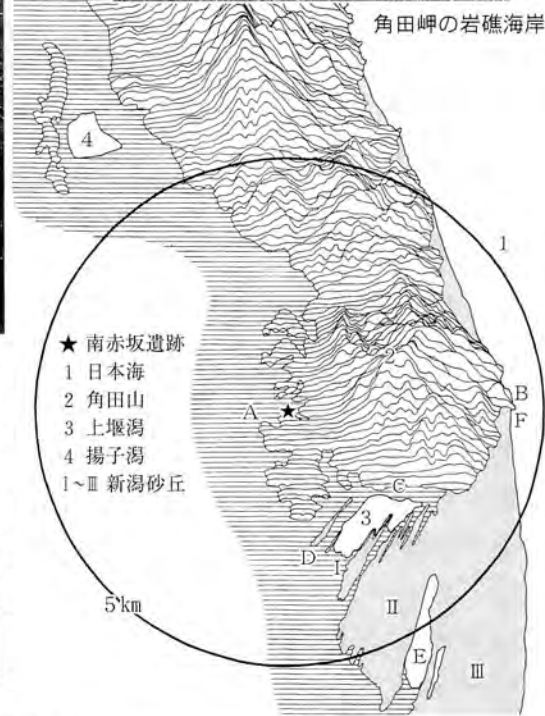 角田岬の岩礁海岸
4
1
★ 南赤坂遺跡
1 日本海
2 角田山
3 上堰潟
4 揚子潟
Ⅰ~Ⅲ 新潟砂丘
2
B
A ★
F
C
3
D
Ⅰ
Ⅱ
5km
E
Ⅲ